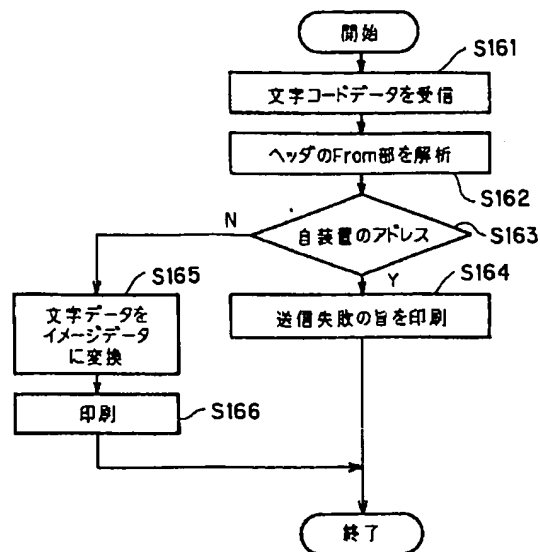 開始
S161
文字コードデータを受信
ヘッダのFrom部を解析
S162
N
自装置のアドレス
S163
S165
Y
S164
文字データを
イメージデータ
に変換
送信失敗の旨を印刷
印刷
S166
終了